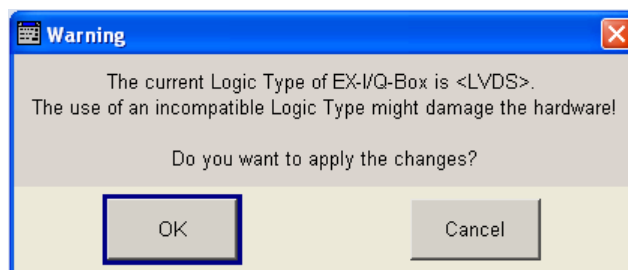 Warning
The current Logic Type of EX-I/Q-Box is <LVDS>.
The use of an incompatible Logic Type might damage the hardware!
Do you want to apply the changes?
OK
Cancel